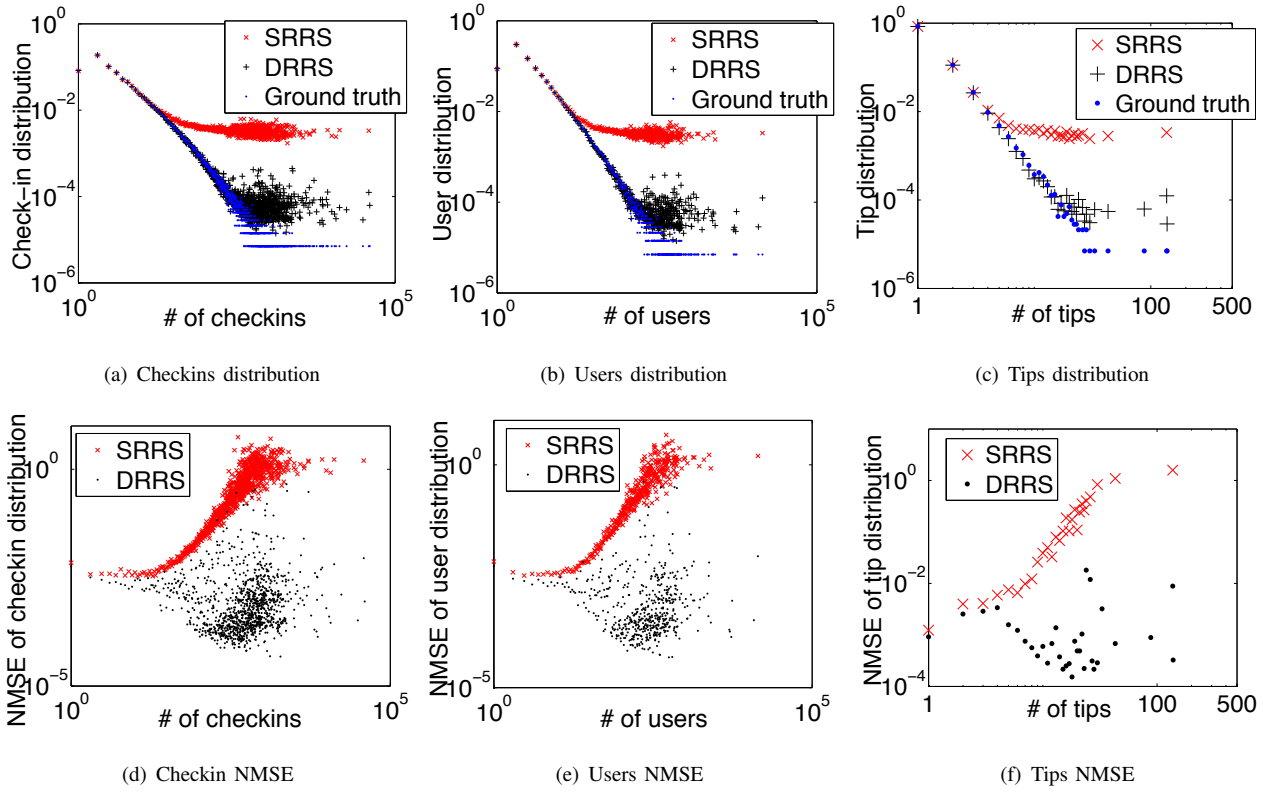 10^0
10^-2
10^-4
10^-6
Check-in distribution
SRRS
DRRS
Ground truth
10^0
10^5
# of checkins
(a) Checkins distribution
10^0
10^-2
10^-4
10^-6
User distribution
SRRS
DRRS
Ground truth
10^0
10^5
# of users
(b) Users distribution
10^0
10^-2
10^-4
10^-6
Tip distribution
SRRS
DRRS
Ground truth
1
100
500
# of tips
(c) Tips distribution
10^0
10^-5
NMSE of checkin distribution
SRRS
DRRS
10^0
10^5
# of checkins
(d) Checkin NMSE
10^0
10^-5
NMSE of user distribution
SRRS
DRRS
10^0
10^5
# of users
(e) Users NMSE
10^0
10^-2
10^-4
NMSE of tip distribution
SRRS
DRRS
1
100
500
# of tips
(f) Tips NMSE